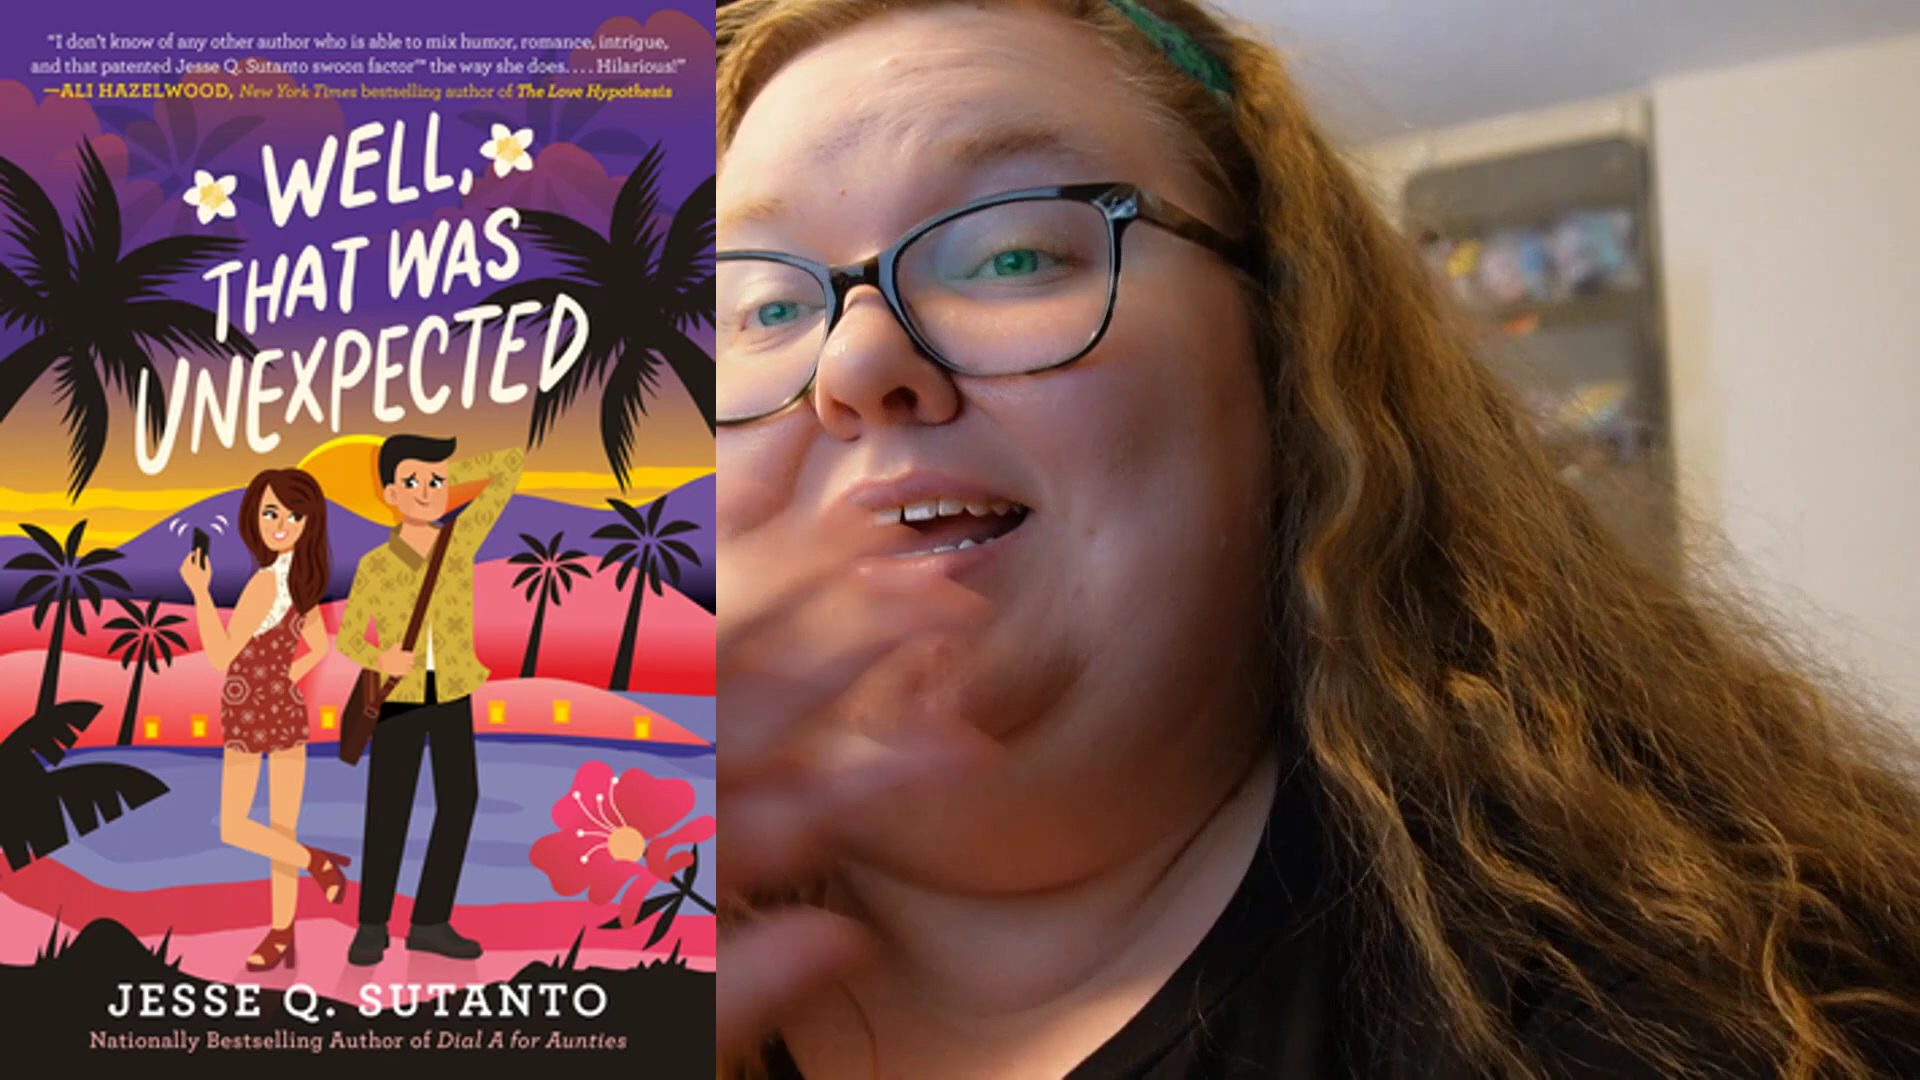 “I don’t know of any other author who is able to mix humor, romance, intrigue,
and that patented Jesse Q. Sutanto swoon factor™ the way she does. . . . Hilarious!”
—ALI HAZELWOOD, New York Times bestselling author of The Love Hypothesis
WELL,
THAT WAS
UNEXPECTED
JESSE Q. SUTANTO
Nationally Bestselling Author of Dial A for Aunties